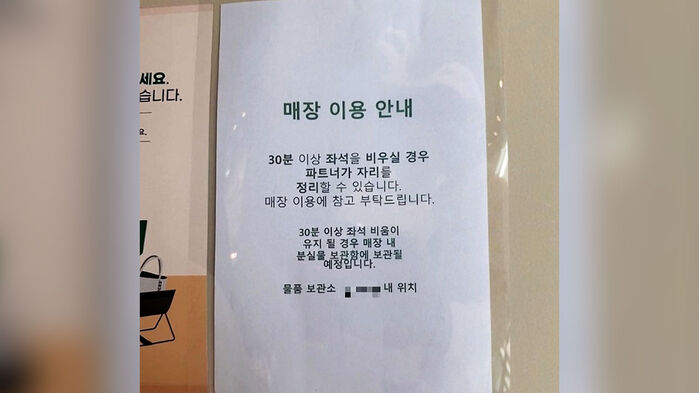 세요.
습니다.
요.
매장 이용 안내
30분 이상 좌석을 비우실 경우
파트너가 자리를
정리할 수 있습니다.
매장 이용에 참고 부탁드립니다.
30분 이상 좌석 비움이
유지 될 경우 매장 내
분실물 보관함에 보관될
예정입니다.
물품 보관소 내 위치